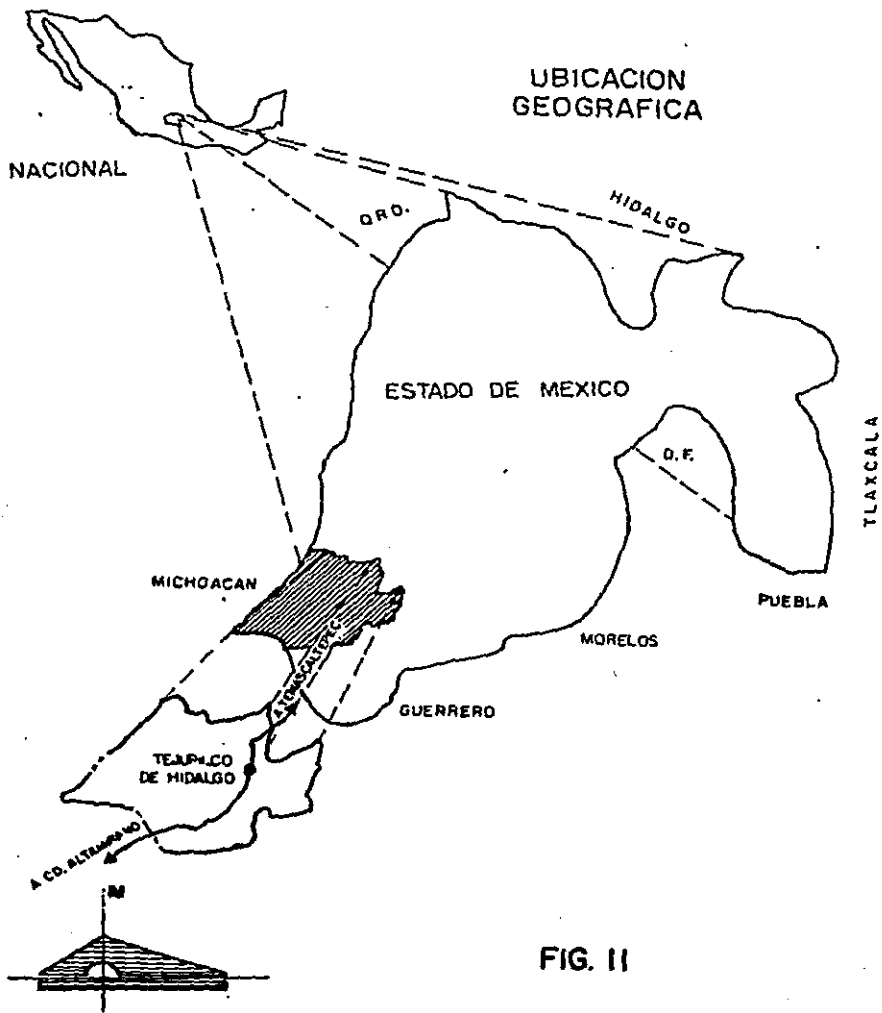 UBICACION
GEOGRAFICA
NACIONAL
QRO.
HIDALGO
ESTADO DE MEXICO
D.F.
TLAXCALA
MICHOACAN
PUEBLA
MORELOS
A TEMASCALTEPEC.
GUERRERO
TEJUPILCO
DE HIDALGO
A CD. ALTAMIRANO
N
FIG. 11